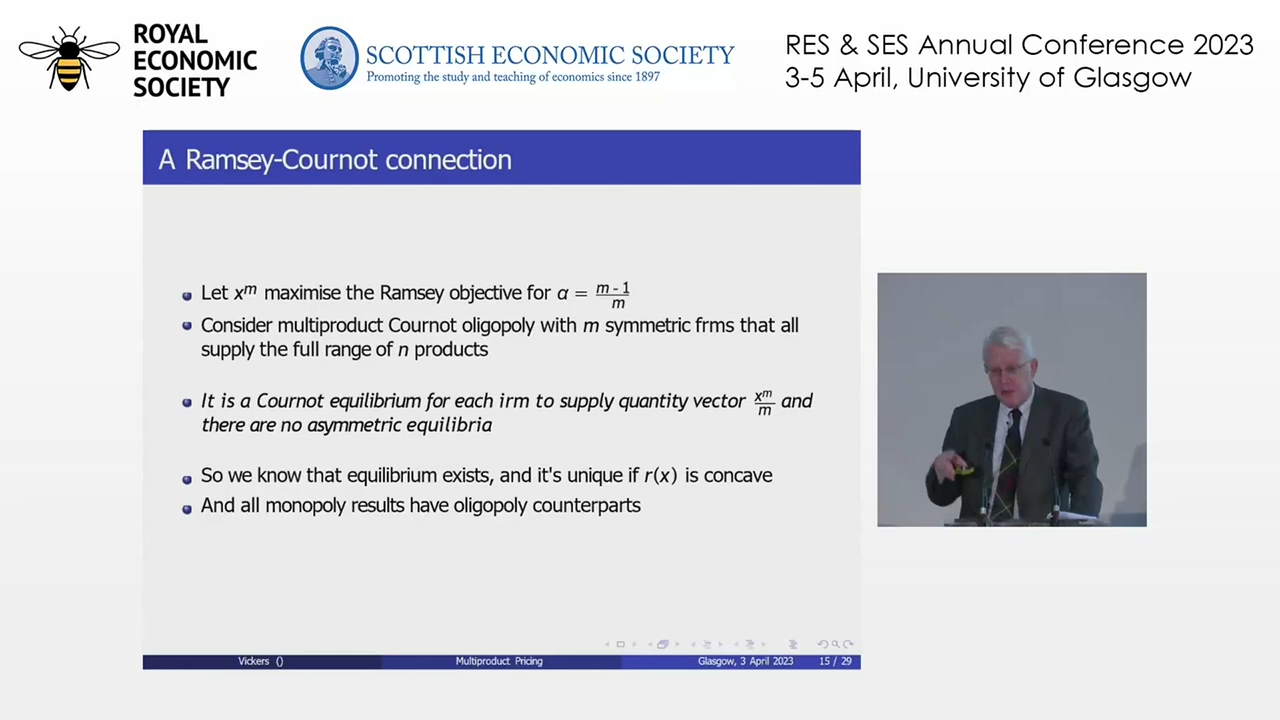 ROYAL
ECONOMIC
SOCIETY
SCOTTISH ECONOMIC SOCIETY
Promoting the study and teaching of economics since 1897
RES & SES Annual Conference 2023
3-5 April, University of Glasgow
A Ramsey-Cournot connection
Let xᵐ maximise the Ramsey objective for α = (m - 1)/m
Consider multiproduct Cournot oligopoly with m symmetric frms that all
supply the full range of n products
It is a Cournot equilibrium for each irm to supply quantity vector xᵐ/m and
there are no asymmetric equilibria
So we know that equilibrium exists, and it's unique if r(x) is concave
And all monopoly results have oligopoly counterparts
Vickers () Multiproduct Pricing Glasgow, 3 April 2023 15 / 29